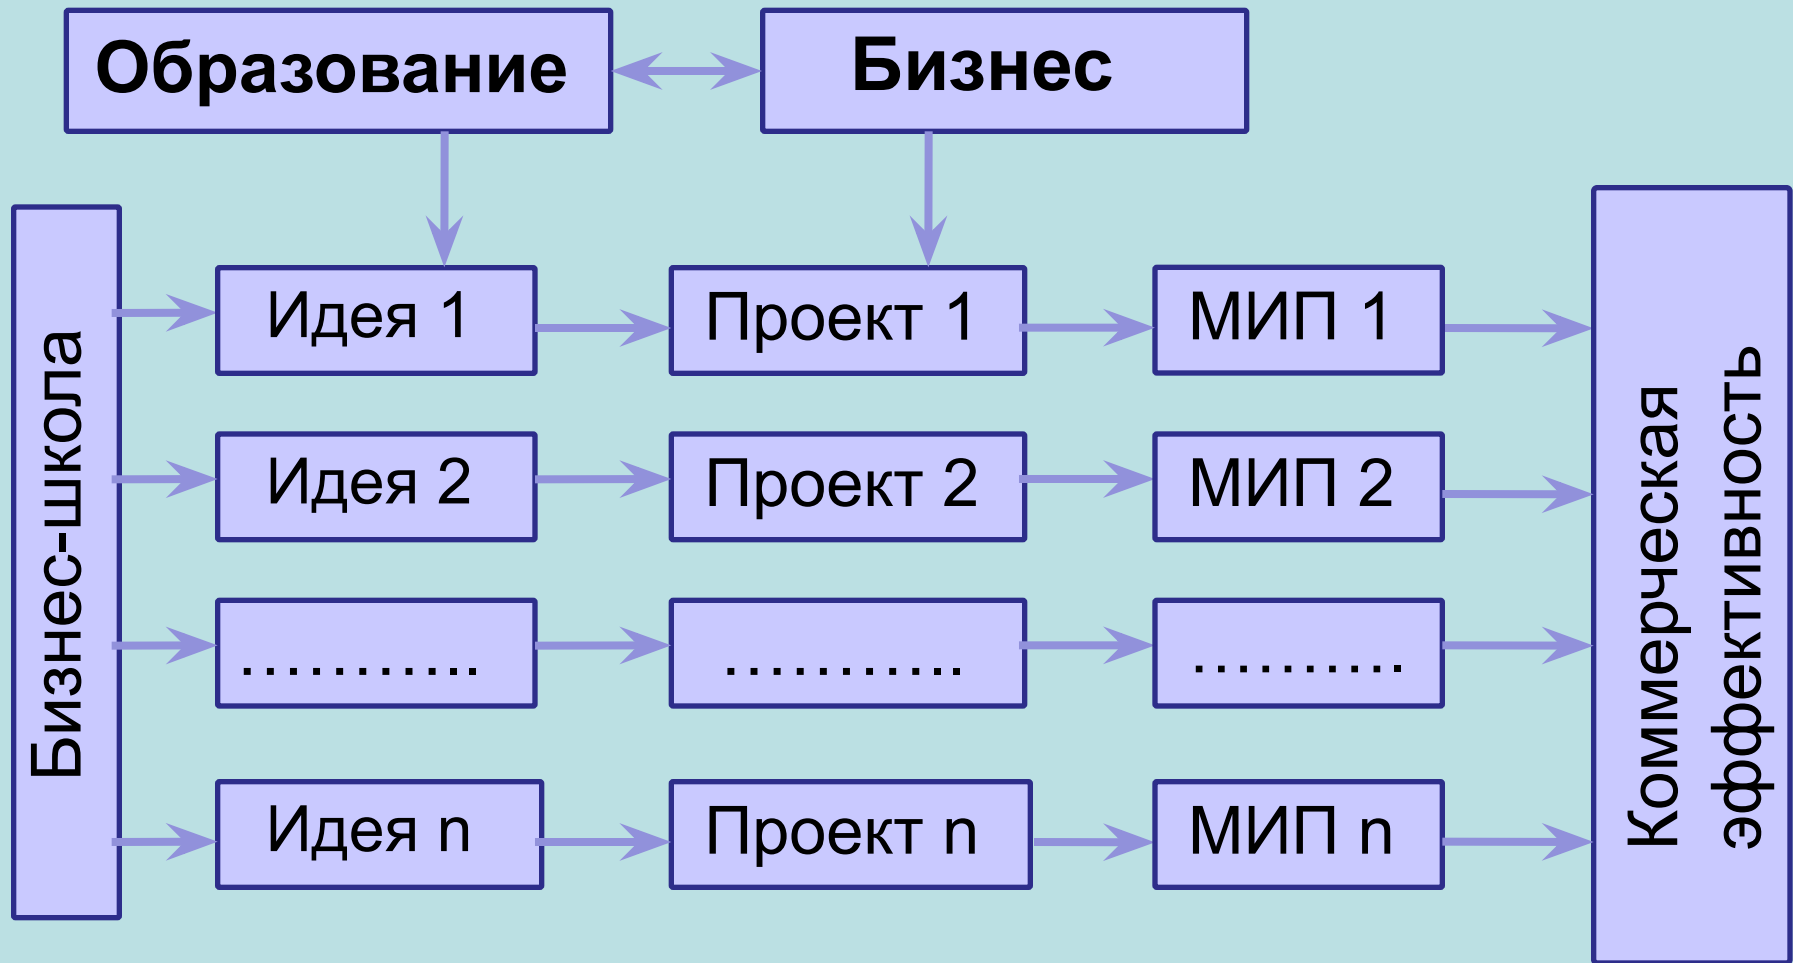 Образование
Бизнес
Бизнес-школа
Идея 1
Проект 1
МИП 1
Идея 2
Проект 2
МИП 2
………..
………..
……….
Идея n
Проект n
МИП n
Коммерческая
эффективность